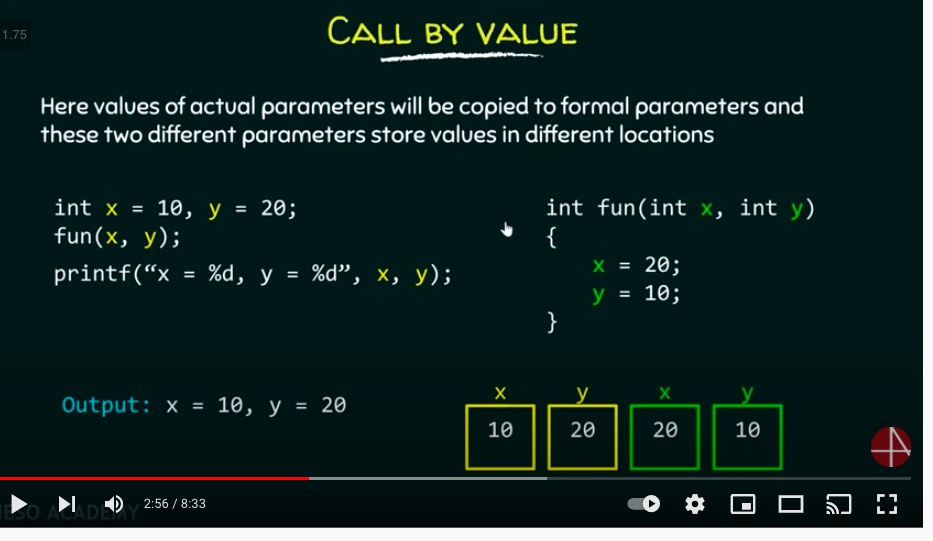 1.75
CALL BY VALUE
Here values of actual parameters will be copied to formal parameters and
these two different parameters store values in different locations
int x = 10, y = 20;
fun(x, y);
printf(“x = %d, y = %d”, x, y);
int fun(int x, int y)
{
x = 20;
y = 10;
}
Output: x = 10, y = 20
x y x y
10 20 20 10
2:56 / 8:33
ESO ACADEMY